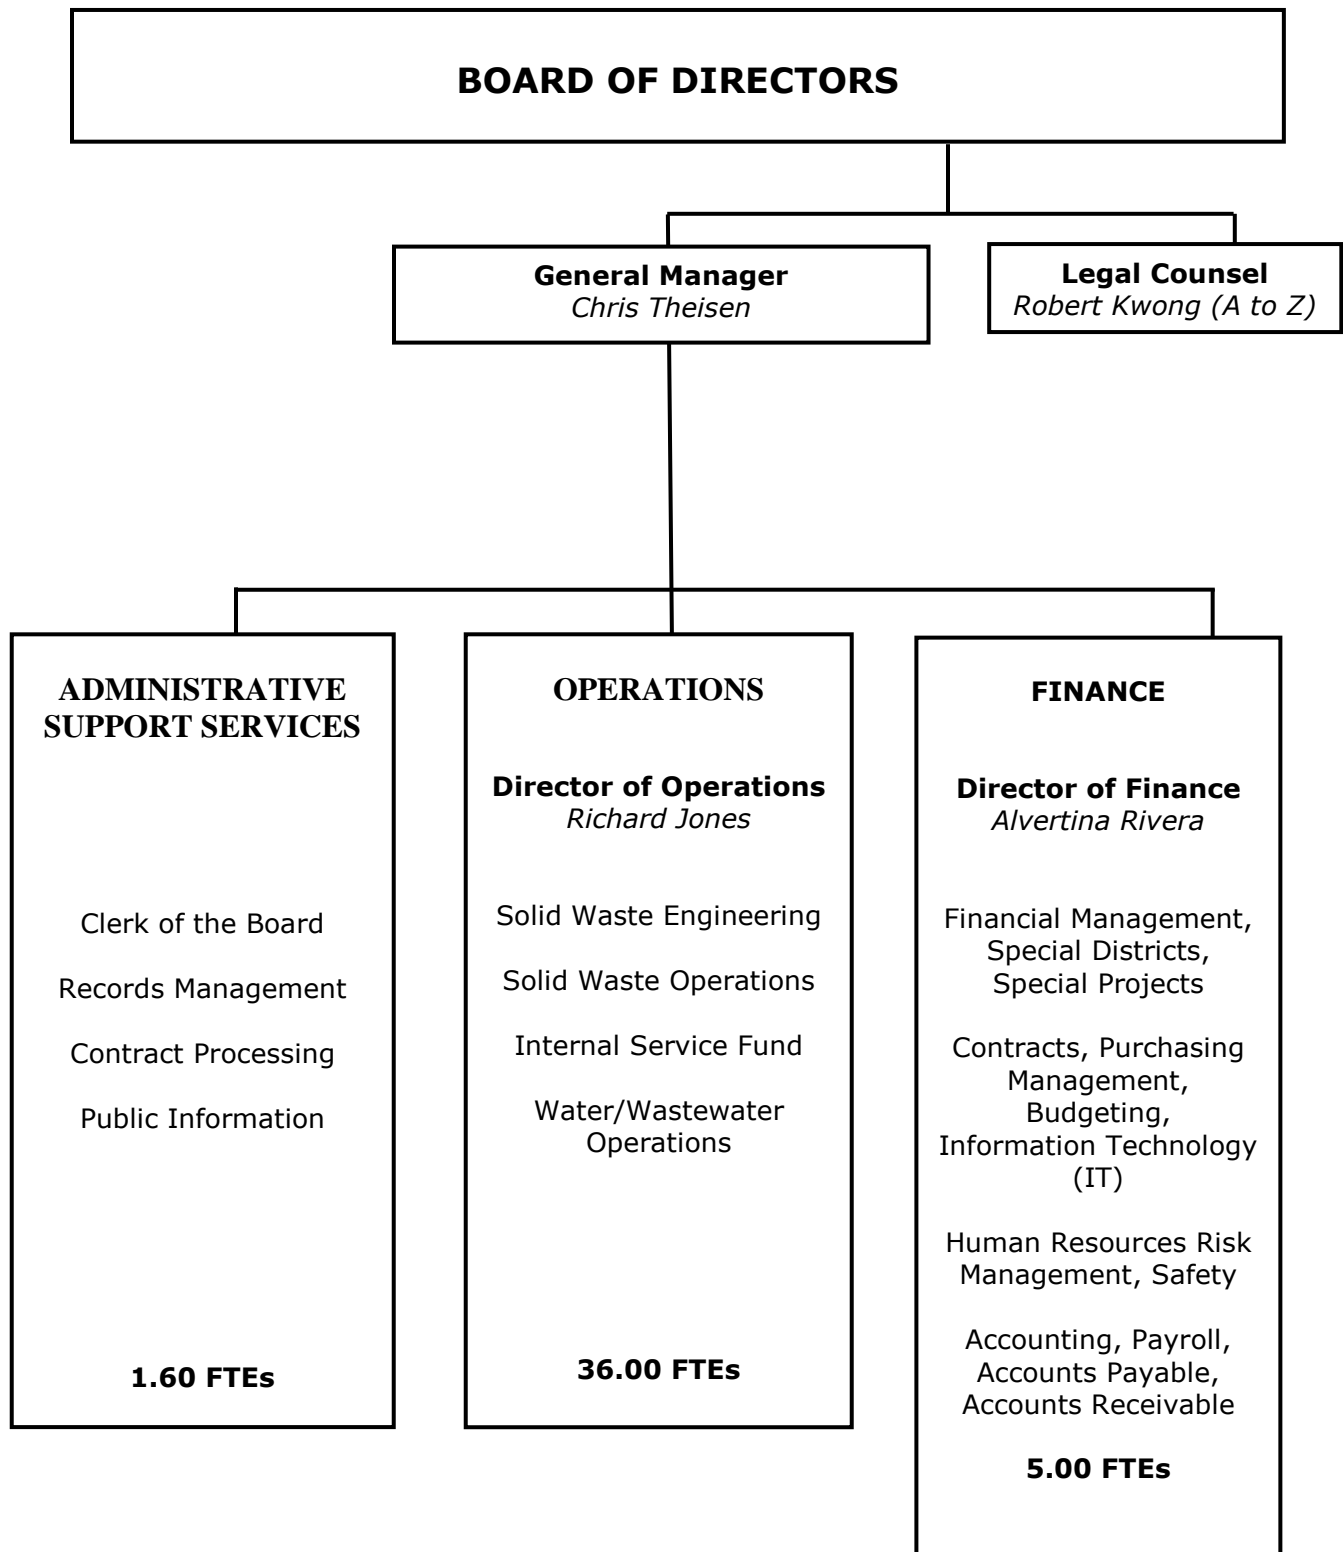 BOARD OF DIRECTORS
General Manager
Chris Theisen
Legal Counsel
Robert Kwong (A to Z)
ADMINISTRATIVE
SUPPORT SERVICES
Clerk of the Board
Records Management
Contract Processing
Public Information
1.60 FTEs
OPERATIONS
Director of Operations
Richard Jones
Solid Waste Engineering
Solid Waste Operations
Internal Service Fund
Water/Wastewater
Operations
36.00 FTEs
FINANCE
Director of Finance
Alvertina Rivera
Financial Management,
Special Districts,
Special Projects
Contracts, Purchasing
Management,
Budgeting,
Information Technology
(IT)
Human Resources Risk
Management, Safety
Accounting, Payroll,
Accounts Payable,
Accounts Receivable
5.00 FTEs